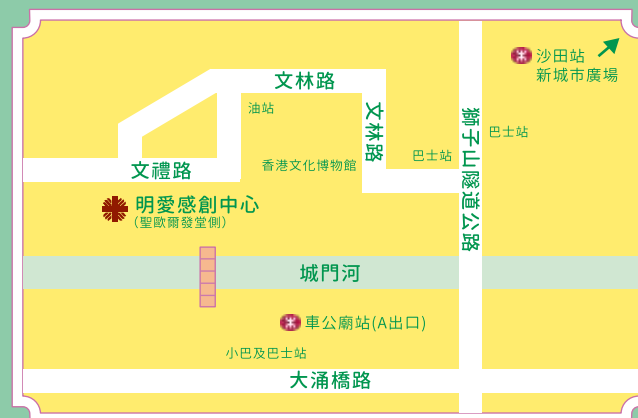 沙田站
新城市廣場
文林路
油站
文林路
獅子山隧道公路
巴士站
巴士站
香港文化博物館
文禮路
明愛感創中心
(聖歐爾發堂側)
城門河
車公廟站(A出口)
小巴及巴士站
大涌橋路